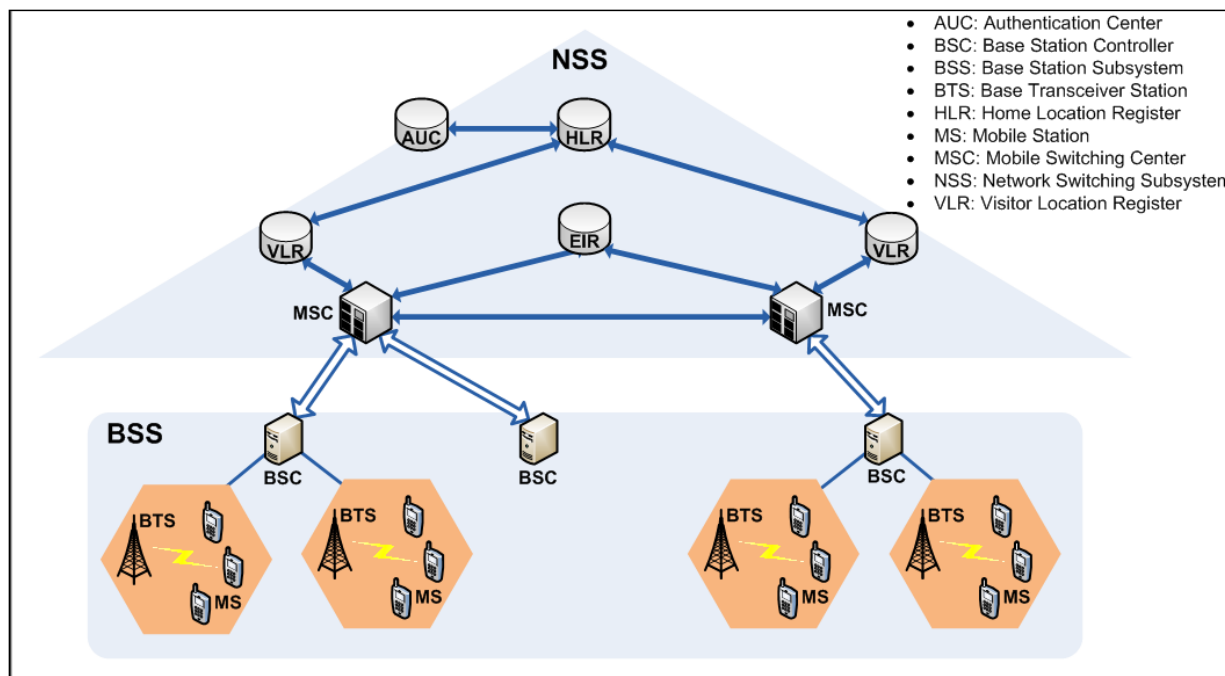 • AUC: Authentication Center
• BSC: Base Station Controller
• BSS: Base Station Subsystem
• BTS: Base Transceiver Station
• HLR: Home Location Register
• MS: Mobile Station
• MSC: Mobile Switching Center
• NSS: Network Switching Subsystem
• VLR: Visitor Location Register
NSS
AUC
HLR
VLR
EIR
VLR
MSC
MSC
BSS
BSC
BSC
BSC
BTS
MS
BTS
MS
BTS
MS
BTS
MS